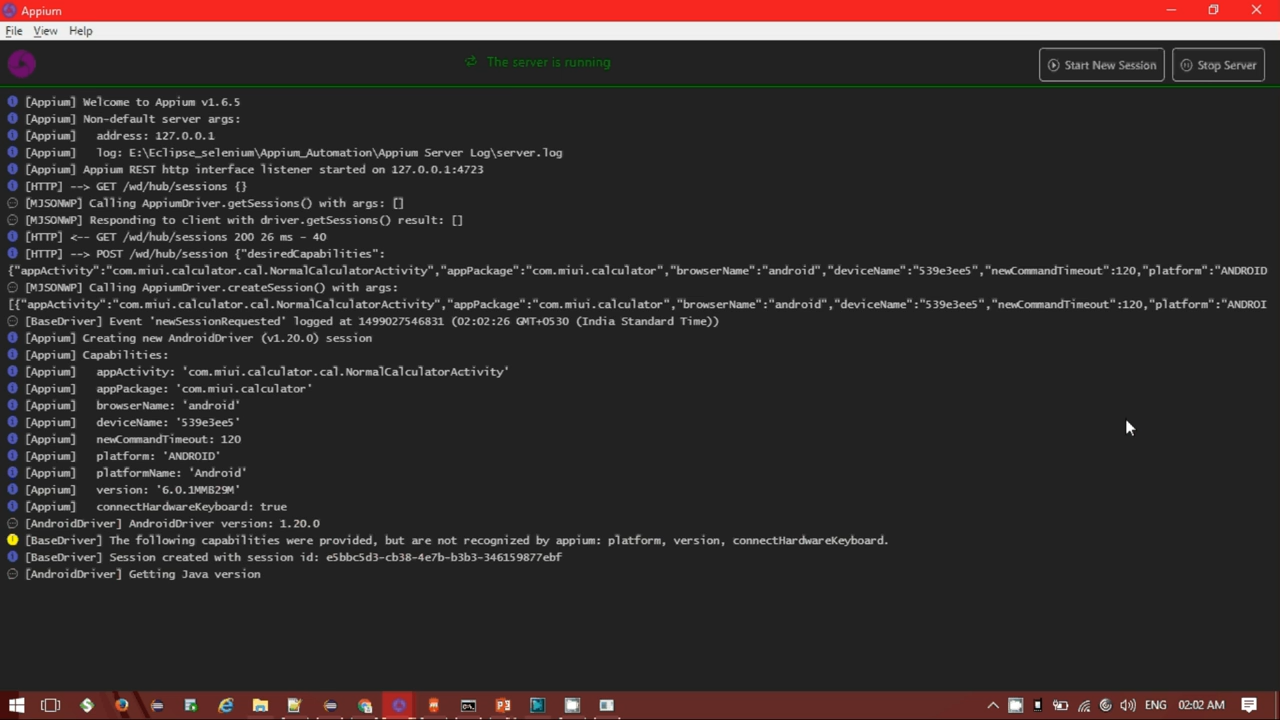 Appium
File View Help
The server is running
Start New Session
Stop Server
[Appium] Welcome to Appium v1.6.5
[Appium] Non-default server args:
[Appium]   address: 127.0.0.1
[Appium]   log: E:\Eclipse_selenium\Appium_Automation\Appium Server Log\server.log
[Appium] Appium REST http interface listener started on 127.0.0.1:4723
[HTTP] --> GET /wd/hub/sessions {}
[MJSONWP] Calling AppiumDriver.getSessions() with args: []
[MJSONWP] Responding to client with driver.getSessions() result: []
[HTTP] <-- GET /wd/hub/sessions 200 26 ms - 40
[HTTP] --> POST /wd/hub/session {"desiredCapabilities":
{"appActivity":"com.miui.calculator.cal.NormalCalculatorActivity","appPackage":"com.miui.calculator","browserName":"android","deviceName":"539e3ee5","newCommandTimeout":120,"platform":"ANDROID
[MJSONWP] Calling AppiumDriver.createSession() with args:
[{"appActivity":"com.miui.calculator.cal.NormalCalculatorActivity","appPackage":"com.miui.calculator","browserName":"android","deviceName":"539e3ee5","newCommandTimeout":120,"platform":"ANDROI
[BaseDriver] Event 'newSessionRequested' logged at 1499027546831 (02:02:26 GMT+0530 (India Standard Time))
[Appium] Creating new AndroidDriver (v1.20.0) session
[Appium] Capabilities:
[Appium]   appActivity: 'com.miui.calculator.cal.NormalCalculatorActivity'
[Appium]   appPackage: 'com.miui.calculator'
[Appium]   browserName: 'android'
[Appium]   deviceName: '539e3ee5'
[Appium]   newCommandTimeout: 120
[Appium]   platform: 'ANDROID'
[Appium]   platformName: 'Android'
[Appium]   version: '6.0.1MMB29M'
[Appium]   connectHardwareKeyboard: true
[AndroidDriver] AndroidDriver version: 1.20.0
[BaseDriver] The following capabilities were provided, but are not recognized by appium: platform, version, connectHardwareKeyboard.
[BaseDriver] Session created with session id: e5bbc5d3-cb38-4e7b-b3b3-346159877ebf
[AndroidDriver] Getting Java version
ENG 02:02 AM